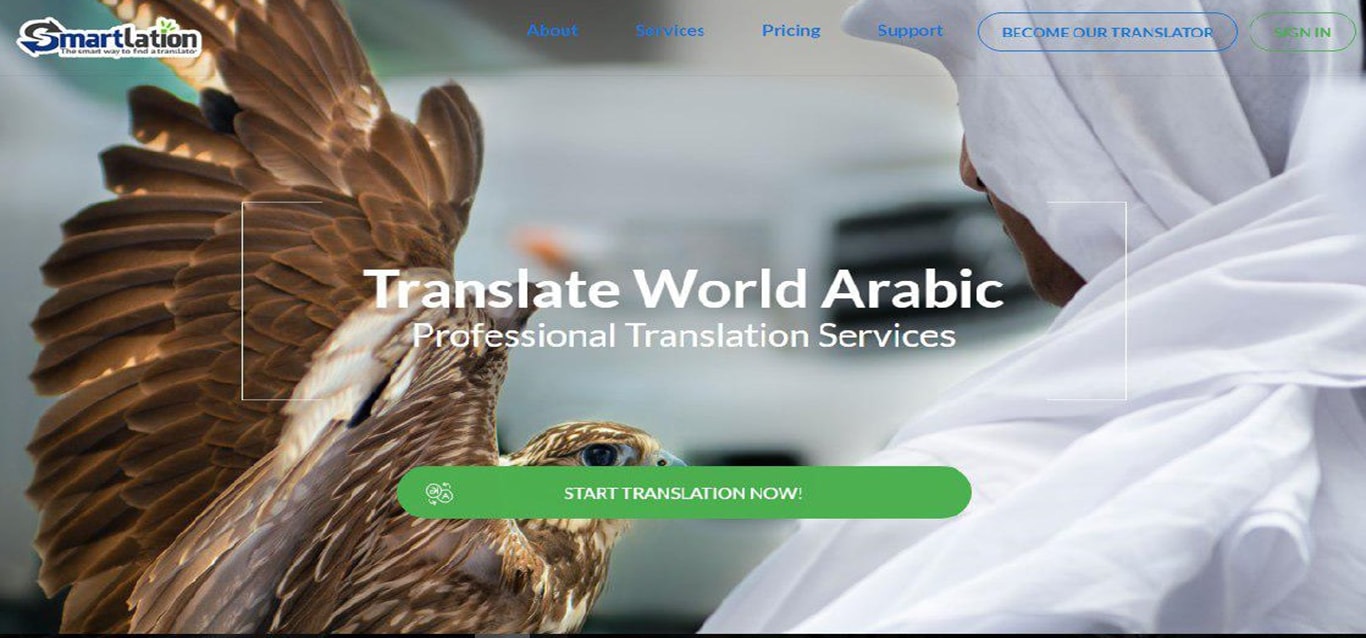 Smartlation
The smart way to find a translator
About
Services
Pricing
Support
BECOME OUR TRANSLATOR
SIGN IN
Translate World Arabic
Professional Translation Services
START TRANSLATION NOW!